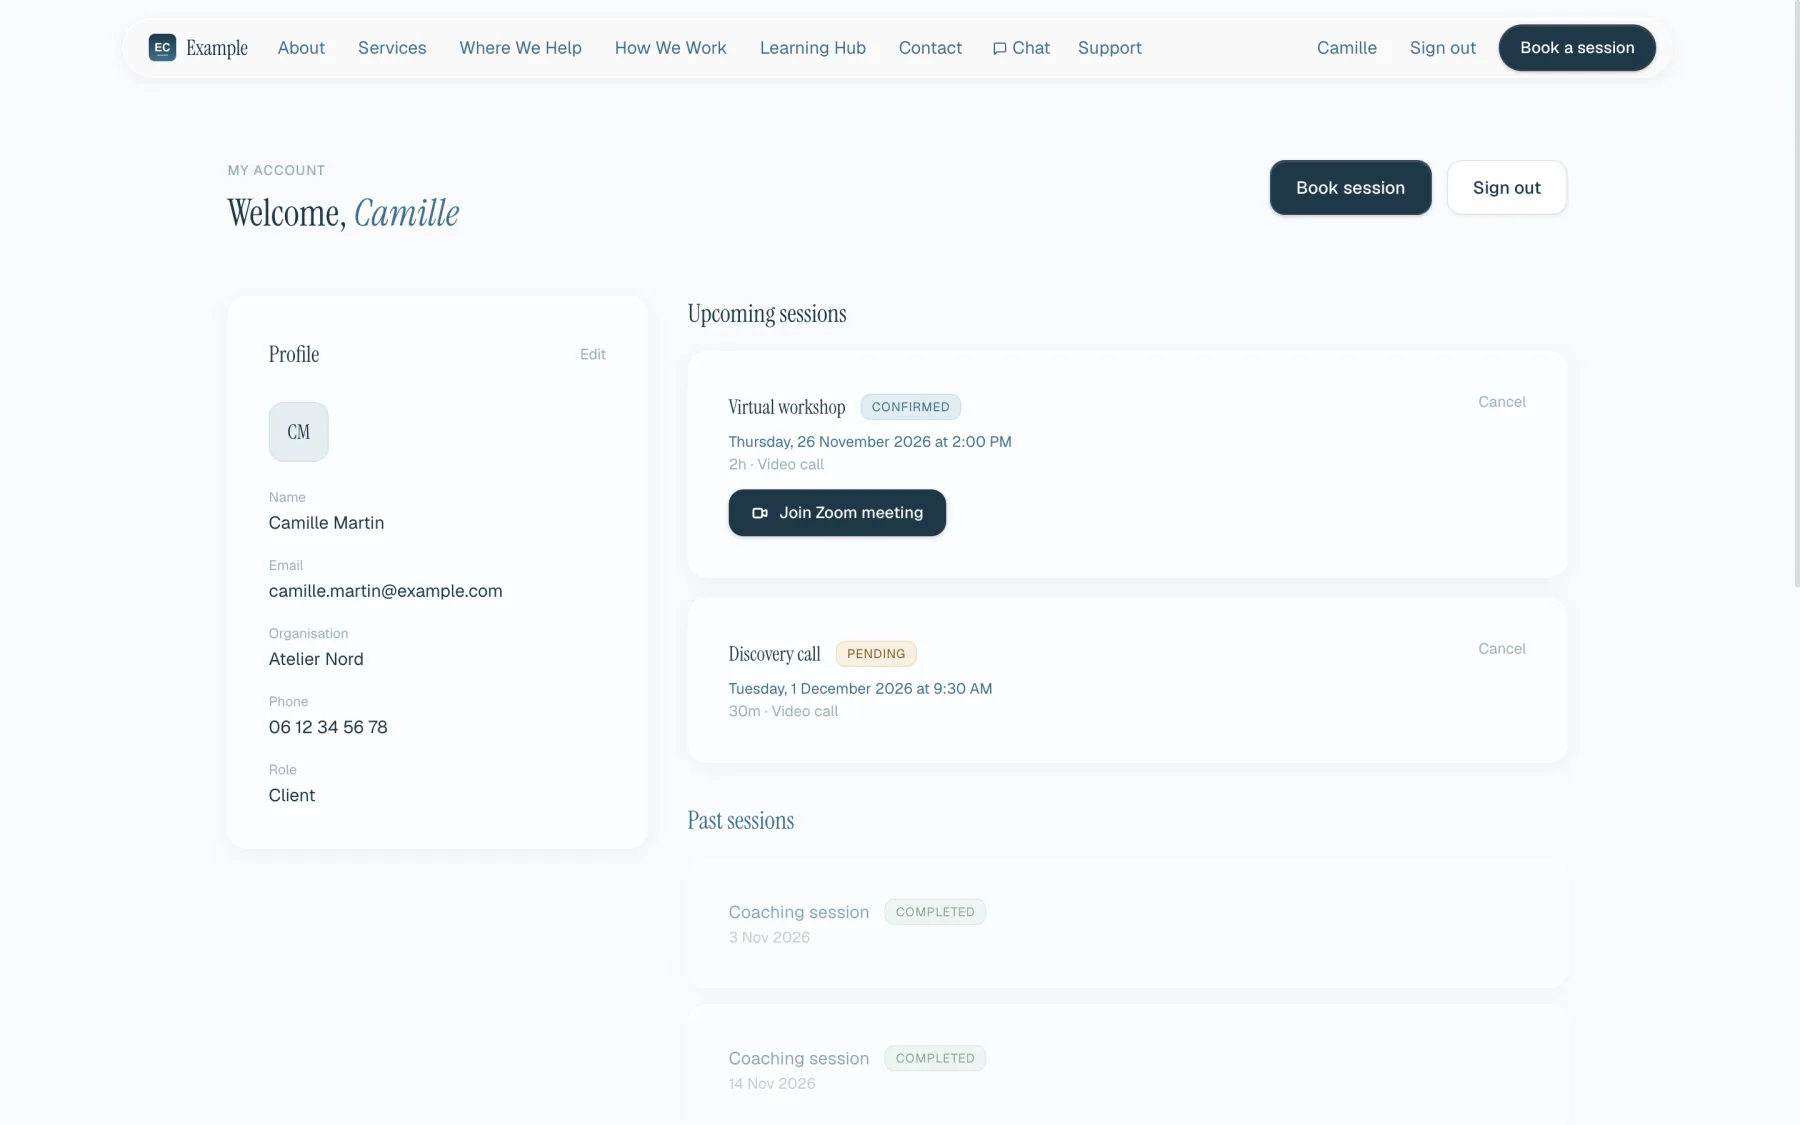 EC Example About Services Where We Help How We Work Learning Hub Contact Chat Support Camille Sign out Book a session
MY ACCOUNT
Welcome, Camille
Book session Sign out
Profile Edit
CM
Name
Camille Martin
Email
camille.martin@example.com
Organisation
Atelier Nord
Phone
06 12 34 56 78
Role
Client
Upcoming sessions
Virtual workshop CONFIRMED Cancel
Thursday, 26 November 2026 at 2:00 PM
2h · Video call
Join Zoom meeting
Discovery call PENDING Cancel
Tuesday, 1 December 2026 at 9:30 AM
30m · Video call
Past sessions
Coaching session COMPLETED
3 Nov 2026
Coaching session COMPLETED
14 Nov 2026